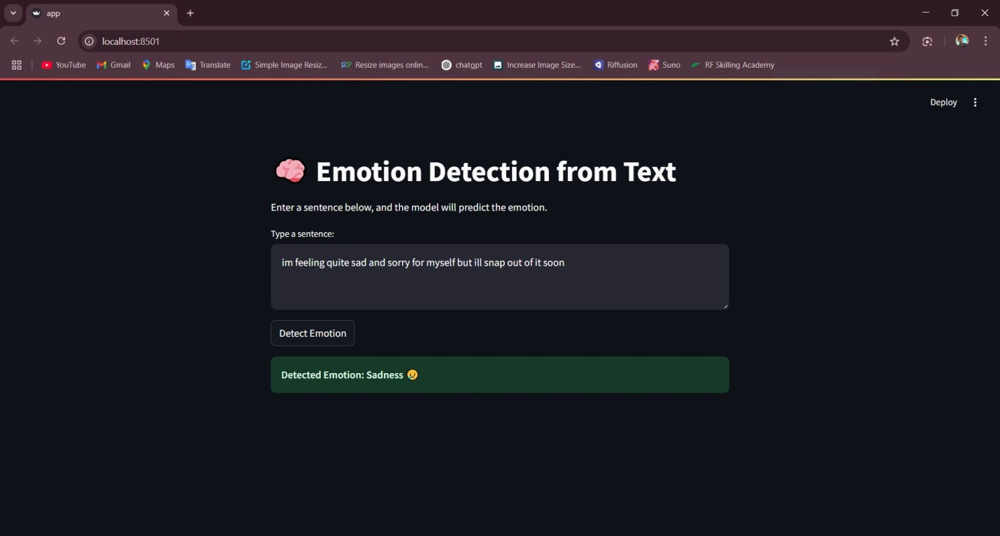 app
localhost:8501
YouTube
Gmail
Maps
Translate
Simple Image Resiz...
RP Resize images onlin...
chatgpt
Increase Image Size...
Riffusion
Suno
RF Skilling Academy
Deploy
Emotion Detection from Text
Enter a sentence below, and the model will predict the emotion.
Type a sentence:
im feeling quite sad and sorry for myself but ill snap out of it soon
Detect Emotion
Detected Emotion: Sadness 😢